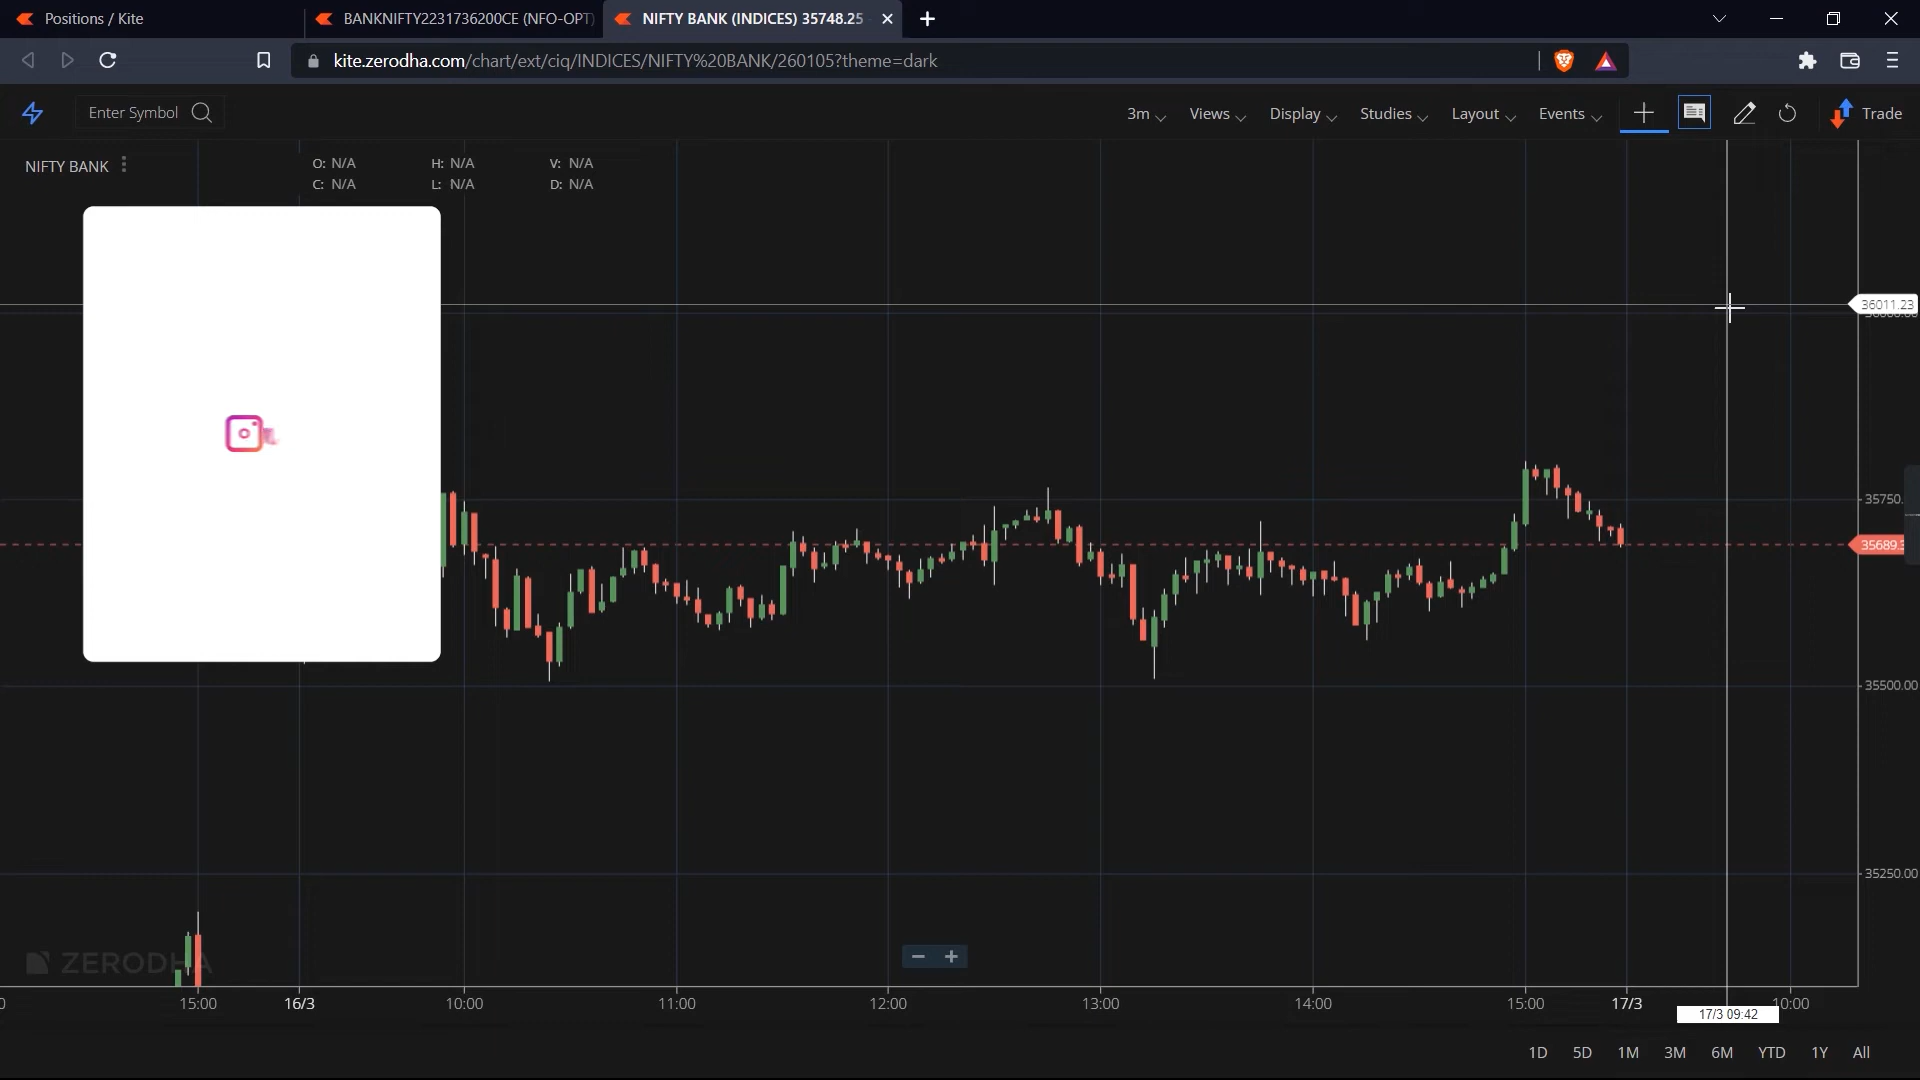 Positions / Kite
BANKNIFTY2231736200CE (NFO-OPT)
NIFTY BANK (INDICES) 35748.25
kite.zerodha.com/chart/ext/ciq/INDICES/NIFTY%20BANK/260105?theme=dark
Enter Symbol
3m
Views
Display
Studies
Layout
Events
Trade
NIFTY BANK
O: N/A
H: N/A
V: N/A
C: N/A
L: N/A
D: N/A
36011.23
35750.
35689.3
35500.00
35250.00
ZERODHA
15:00
16/3
10:00
11:00
12:00
13:00
14:00
15:00
17/3
10:00
17/3 09:42
1D
5D
1M
3M
6M
YTD
1Y
All